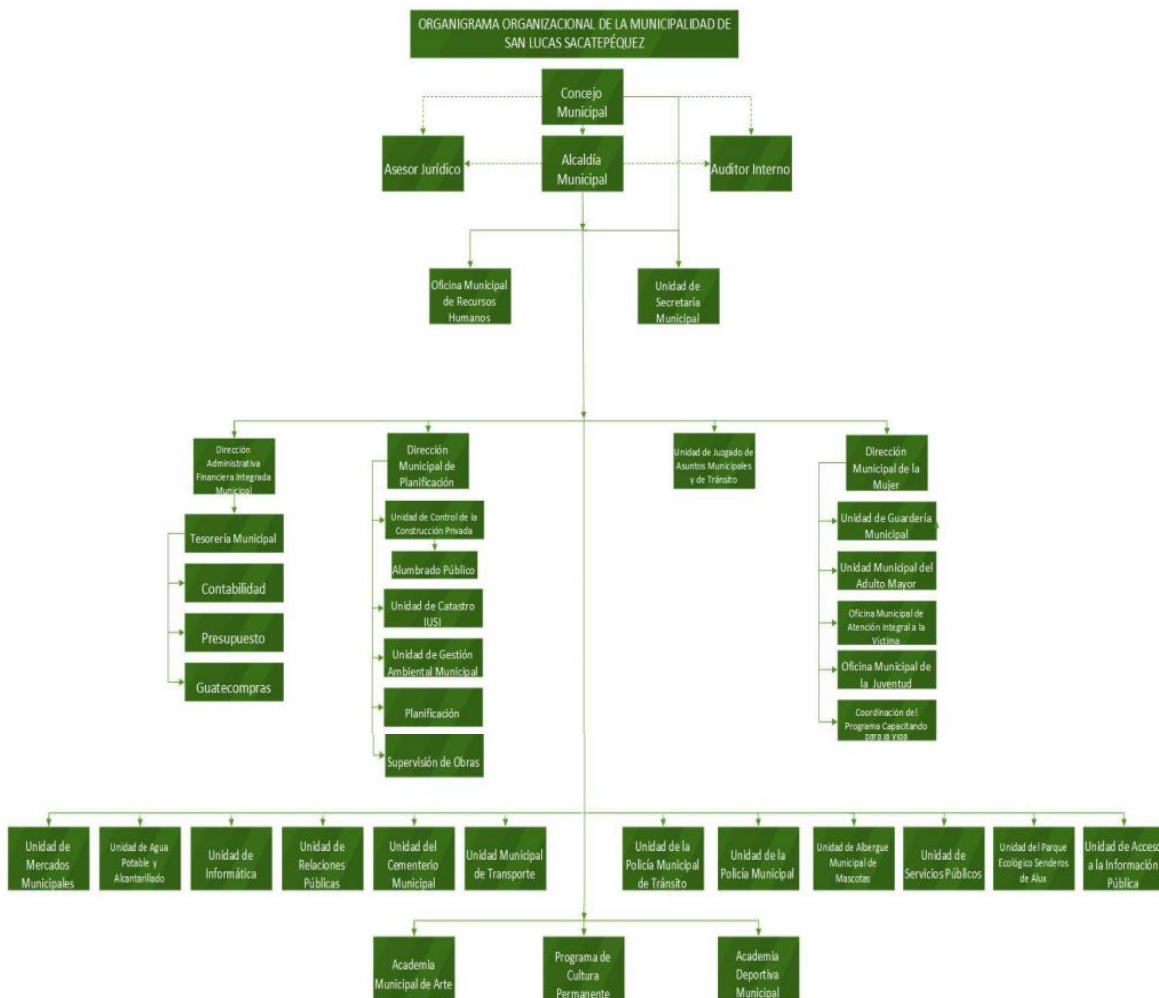 ORGANIGRAMA ORGANIZACIONAL DE LA MUNICIPALIDAD DE
SAN LUCAS SACATEPÉQUEZ
Concejo
Municipal
Asesor Jurídico
Alcaldía
Municipal
Auditor Interno
Oficina Municipal
de Recursos
Humanos
Unidad de
Secretaría
Municipal
Dirección
Administrativa
Financiera Integrada
Municipal
Tesorería Municipal
Contabilidad
Presupuesto
Guatecompras
Dirección
Municipal de
Planificación
Unidad de Control de la
Construcción Privada
Alumbrado Público
Unidad de Catastro
IUSI
Unidad de Gestión
Ambiental Municipal
Planificación
Supervisión de Obras
Unidad de Juzgado de
Asuntos Municipales
y de Tránsito
Dirección
Municipal de la
Mujer
Unidad de Guardería
Municipal
Unidad Municipal del
Adulto Mayor
Oficina Municipal de
Atención Integral a la
Víctima
Oficina Municipal de
la Juventud
Coordinación del
Programa Capacitando
para la Vida
Unidad de
Mercados
Municipales
Unidad de Agua
Potable y
Alcantarillado
Unidad de
Informática
Unidad de
Relaciones
Públicas
Unidad del
Cementerio
Municipal
Unidad Municipal
de Transporte
Unidad de la
Policía Municipal
de Tránsito
Unidad de la
Policía Municipal
Unidad de Albergue
Municipal de
Mascotas
Unidad de
Servicios Públicos
Unidad del Parque
Ecológico Senderos
de Alux
Unidad de Acceso
a la Información
Pública
Academia
Municipal de Arte
Programa de
Cultura
Permanente
Academia
Deportiva
Municipal